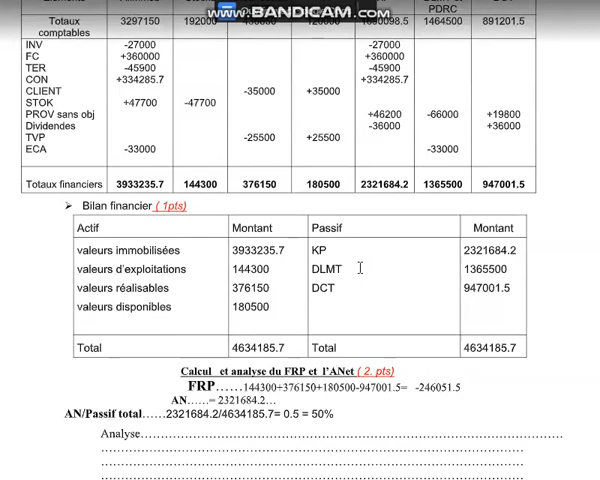 www.BANDICAM.com
PDRC
Totaux comptables 3297150 192000 1464500 891201.5
INV -27000 -27000
FC +360000 +360000
TER -45900 -45900
CON +334285.7 +334285.7
CLIENT -35000 +35000
STOK +47700 -47700
PROV sans obj +46200 -66000 +19800
Dividendes -36000 +36000
TVP -25500 +25500
ECA -33000 -33000
Totaux financiers 3933235.7 144300 376150 180500 2321684.2 1365500 947001.5
➢ Bilan financier ( 1pts)
Actif Montant Passif Montant
valeurs immobilisées 3933235.7 KP 2321684.2
valeurs d'exploitations 144300 DLMT 1365500
valeurs réalisables 376150 DCT 947001.5
valeurs disponibles 180500
Total 4634185.7 Total 4634185.7
Calcul et analyse du FRP et l'ANet ( 2. pts)
FRP……144300+376150+180500-947001.5= -246051.5
AN……= 2321684.2…
AN/Passif total……2321684.2/4634185.7= 0.5 = 50%
Analyse……………………………………………………………………
……………………………………………………………………
……………………………………………………………………
……………………………………………………………………